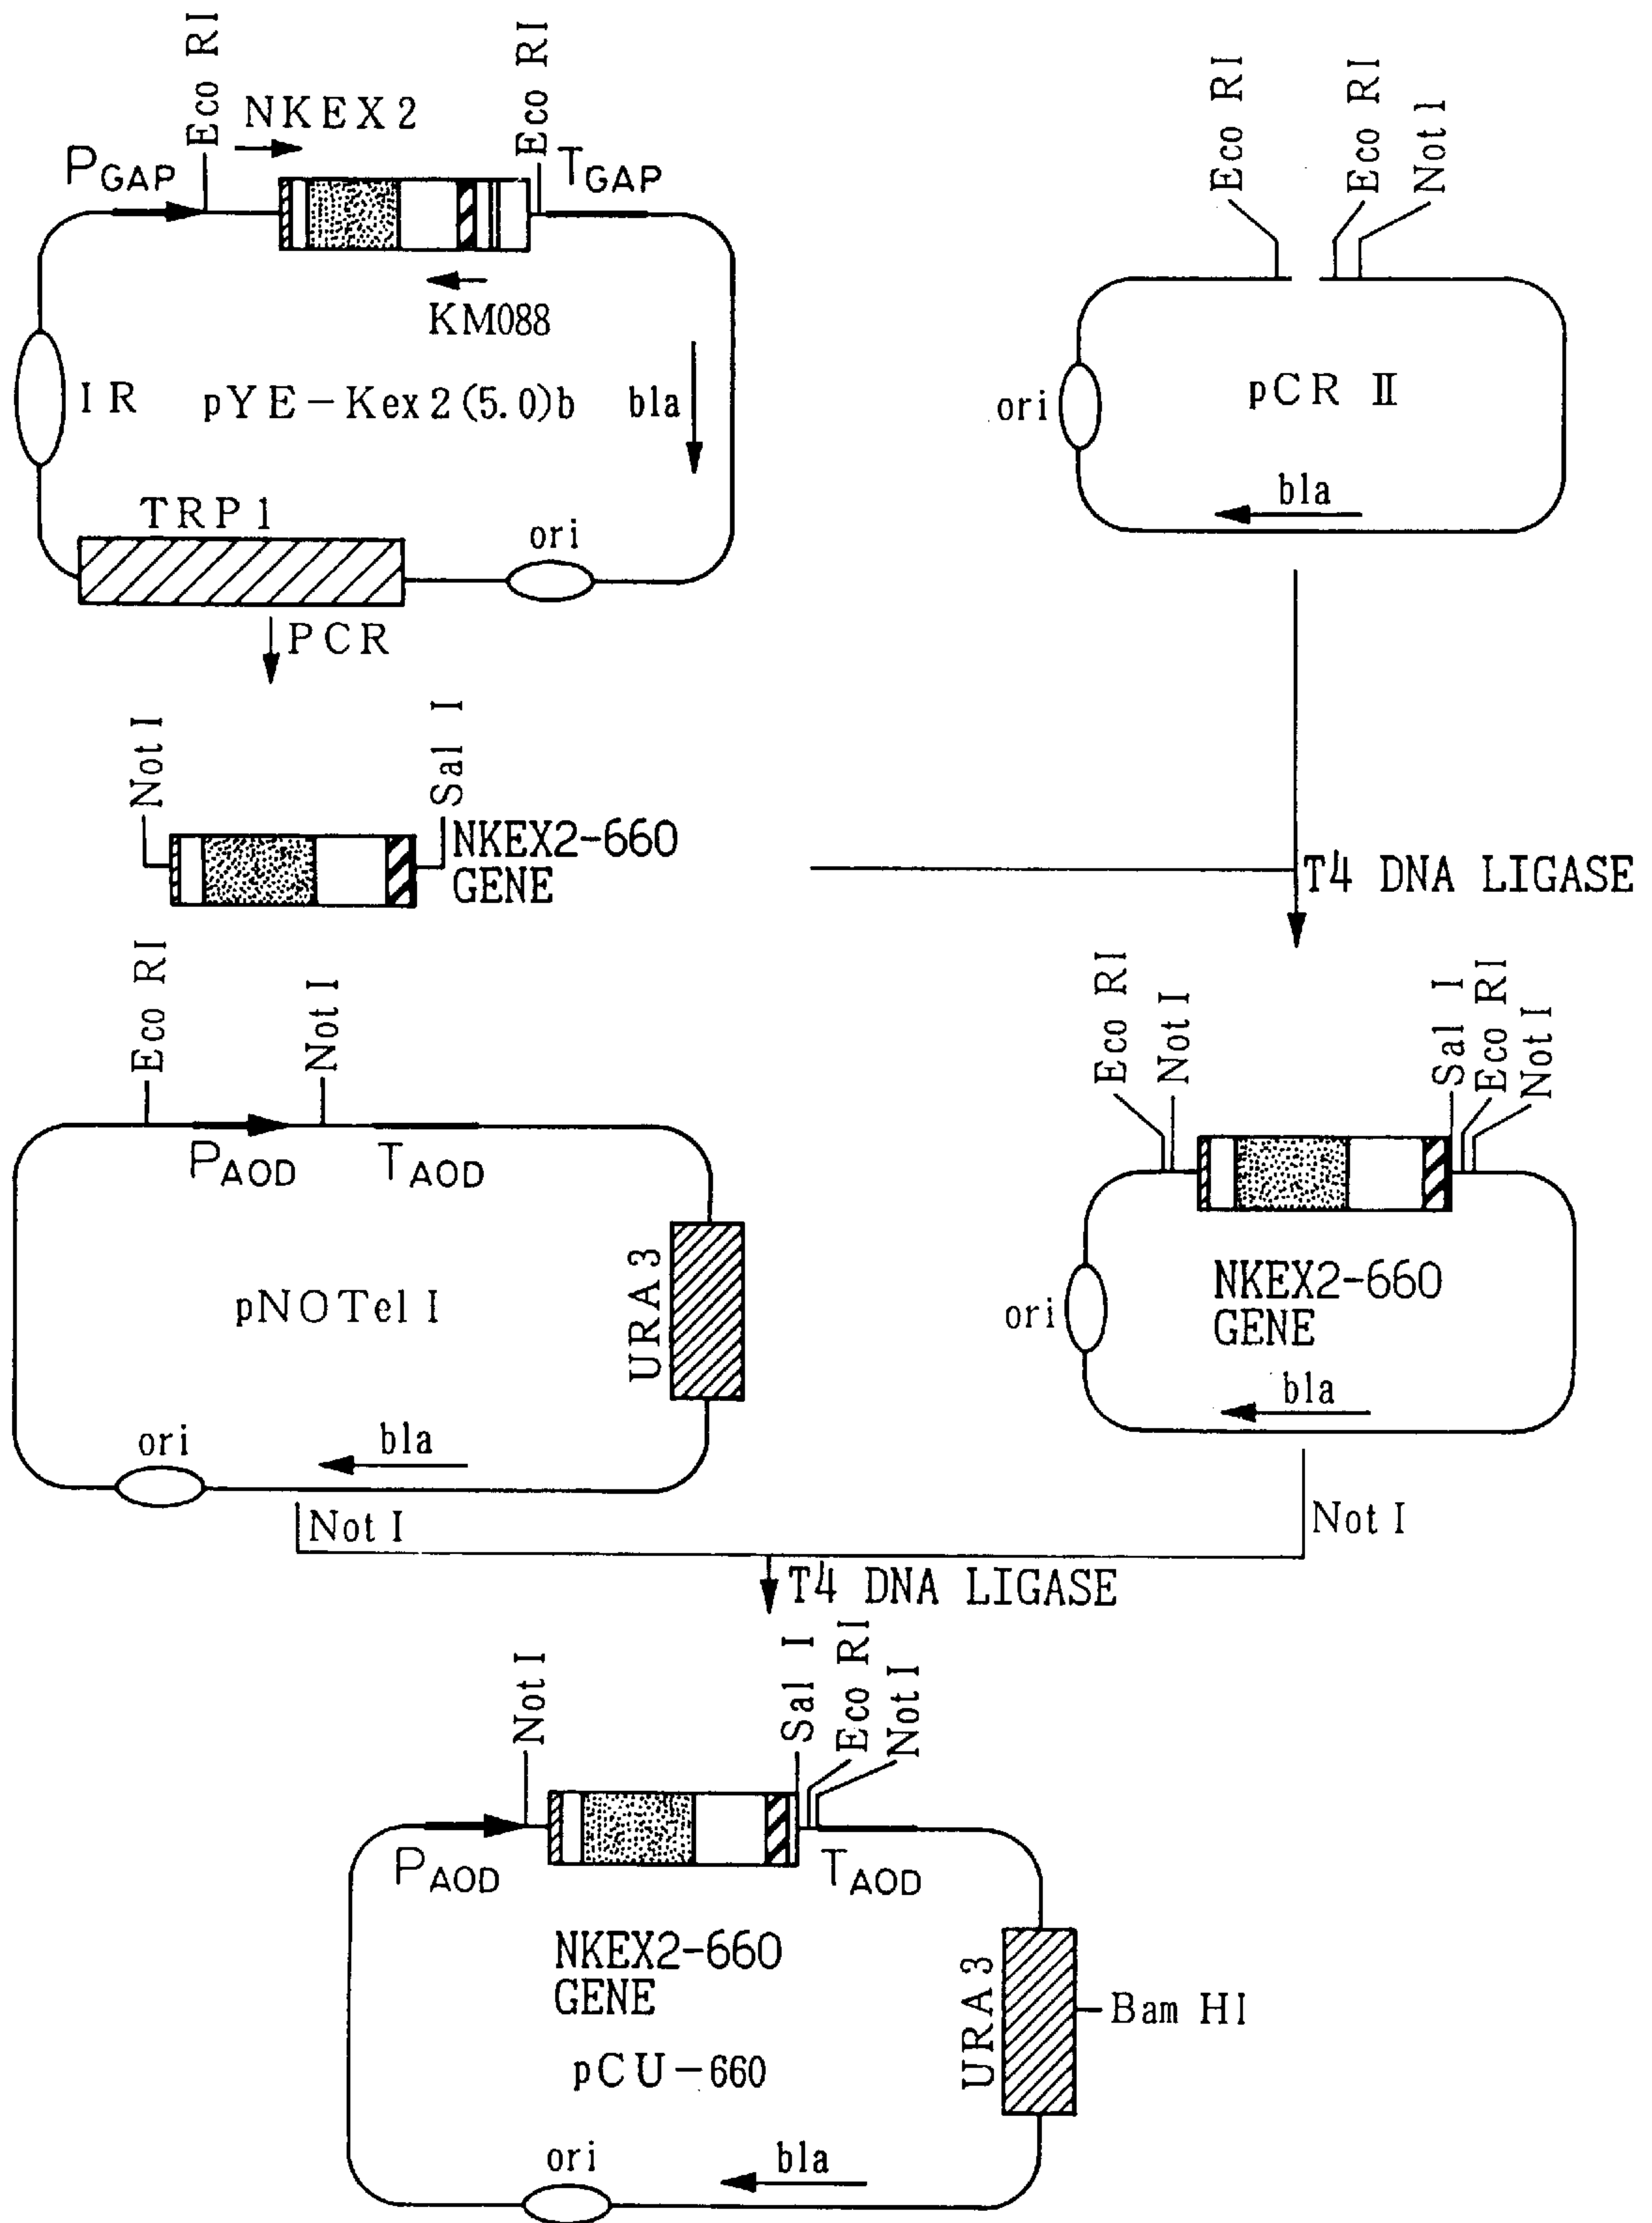 Eco RI
NKEX2
Eco RI
PGAP
TGAP
KM088
IR
pYE-Kex2(5.0)b
bla
TRP1
ori
PCR
Eco RI
Eco RI
Not I
ori
pCR II
bla
Not I
Sal I
NKEX2-660
GENE
T4 DNA LIGASE
Eco RI
Not I
PAOD
TAOD
pNOTel I
URA3
ori
bla
Eco RI
Not I
Sal I
Eco RI
Not I
ori
NKEX2-660
GENE
bla
Not I
Not I
T4 DNA LIGASE
Not I
Sal I
Eco RI
Not I
PAOD
TAOD
NKEX2-660
GENE
URA3
Bam HI
pCU-660
ori
bla